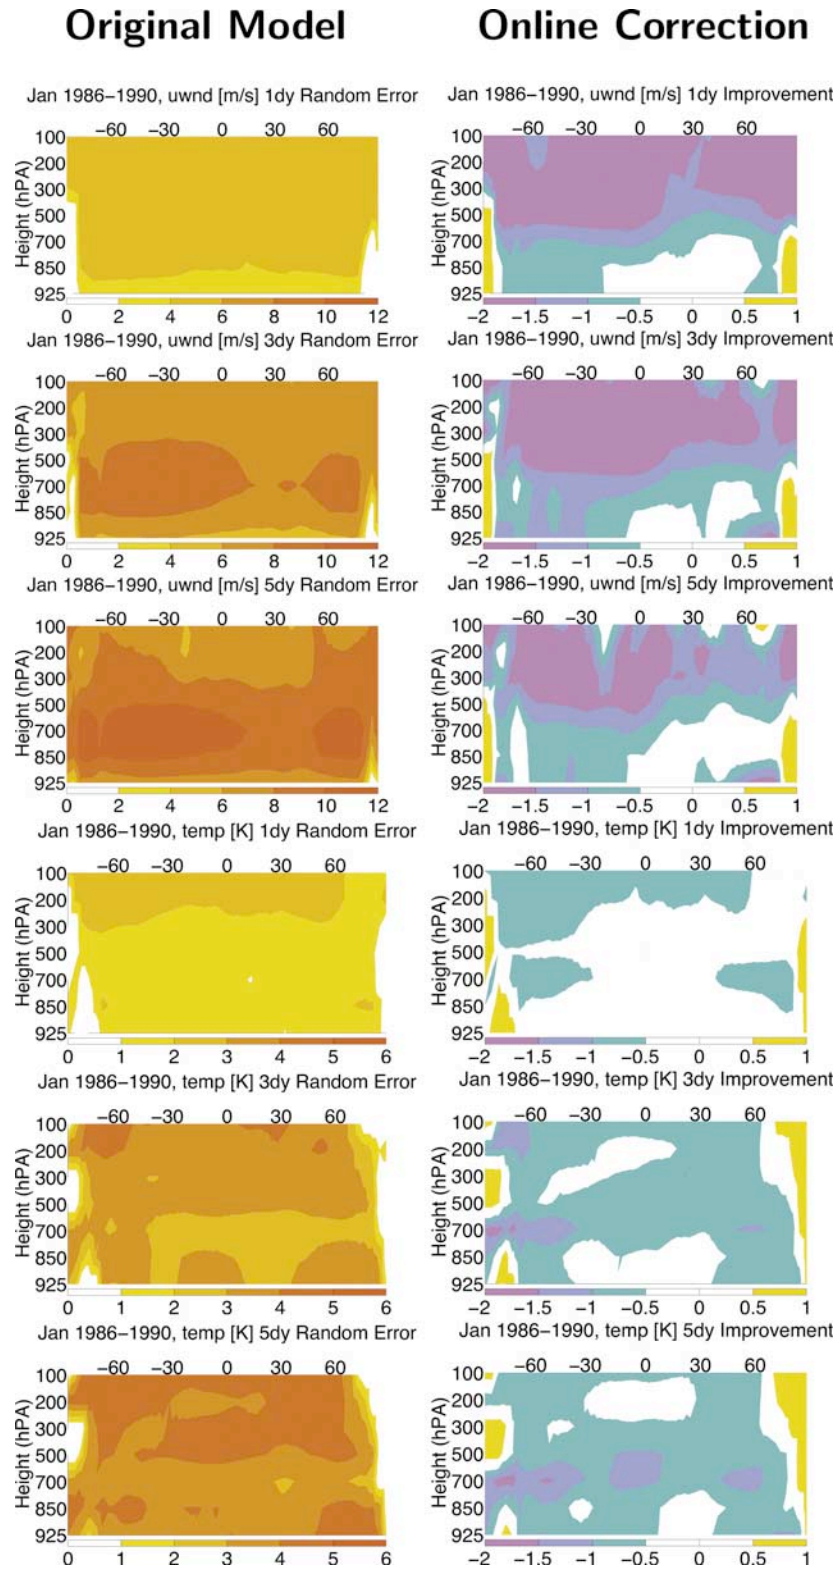 Original Model
Online Correction
Jan 1986−1990, uwnd [m/s] 1dy Random Error
−60 −30 0 30 60
100
200
300
500
700
850
925
Height (hPA)
0 2 4 6 8 10 12
Jan 1986−1990, uwnd [m/s] 1dy Improvement
−60 −30 0 30 60
100
200
300
500
700
850
925
Height (hPA)
−2 −1.5 −1 −0.5 0 0.5 1
Jan 1986−1990, uwnd [m/s] 3dy Random Error
−60 −30 0 30 60
100
200
300
500
700
850
925
Height (hPA)
0 2 4 6 8 10 12
Jan 1986−1990, uwnd [m/s] 3dy Improvement
−60 −30 0 30 60
100
200
300
500
700
850
925
Height (hPA)
−2 −1.5 −1 −0.5 0 0.5 1
Jan 1986−1990, uwnd [m/s] 5dy Random Error
−60 −30 0 30 60
100
200
300
500
700
850
925
Height (hPA)
0 2 4 6 8 10 12
Jan 1986−1990, uwnd [m/s] 5dy Improvement
−60 −30 0 30 60
100
200
300
500
700
850
925
Height (hPA)
−2 −1.5 −1 −0.5 0 0.5 1
Jan 1986−1990, temp [K] 1dy Random Error
−60 −30 0 30 60
100
200
300
500
700
850
925
Height (hPA)
0 1 2 3 4 5 6
Jan 1986−1990, temp [K] 1dy Improvement
−60 −30 0 30 60
100
200
300
500
700
850
925
Height (hPA)
−2 −1.5 −1 −0.5 0 0.5 1
Jan 1986−1990, temp [K] 3dy Random Error
−60 −30 0 30 60
100
200
300
500
700
850
925
Height (hPA)
0 1 2 3 4 5 6
Jan 1986−1990, temp [K] 3dy Improvement
−60 −30 0 30 60
100
200
300
500
700
850
925
Height (hPA)
−2 −1.5 −1 −0.5 0 0.5 1
Jan 1986−1990, temp [K] 5dy Random Error
−60 −30 0 30 60
100
200
300
500
700
850
925
Height (hPA)
0 1 2 3 4 5 6
Jan 1986−1990, temp [K] 5dy Improvement
−60 −30 0 30 60
100
200
300
500
700
850
925
Height (hPA)
−2 −1.5 −1 −0.5 0 0.5 1